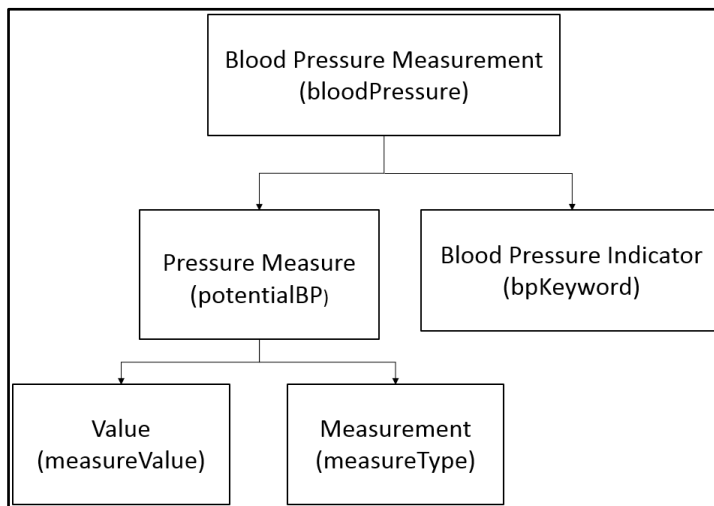 Blood Pressure Measurement
(bloodPressure)
Pressure Measure
(potentialBP)
Blood Pressure Indicator
(bpKeyword)
Value
(measureValue)
Measurement
(measureType)